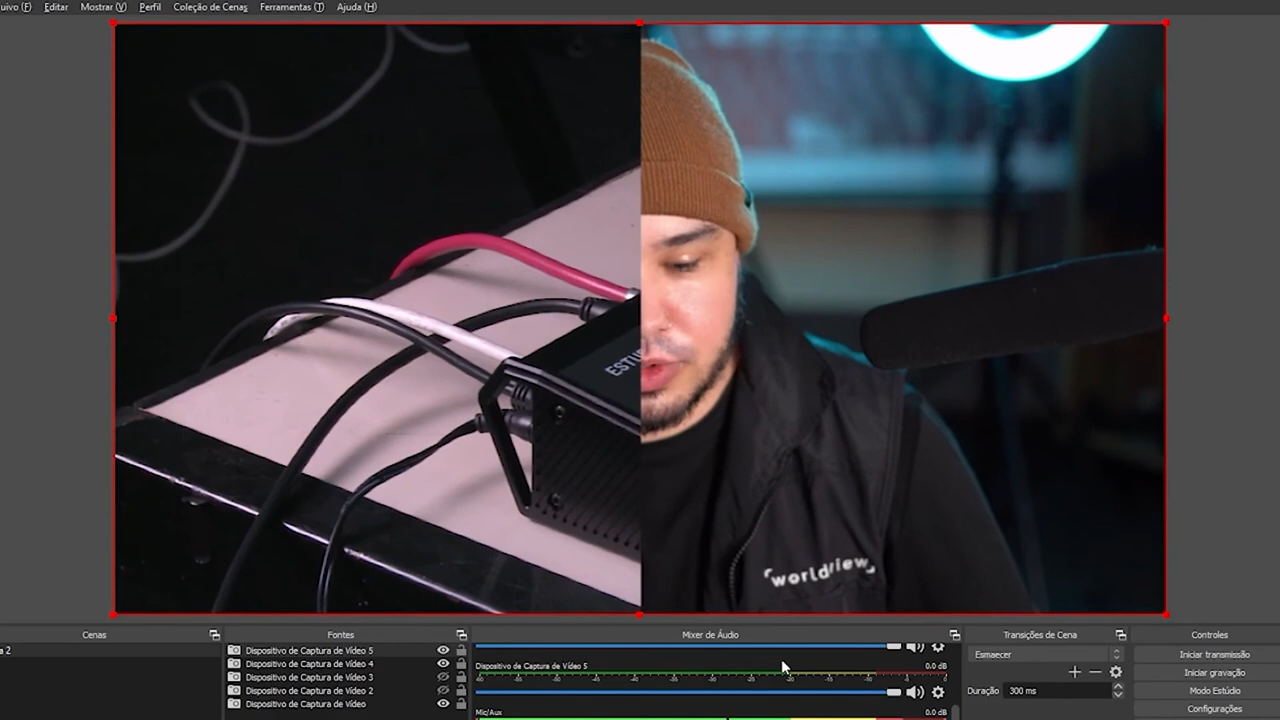 uivo (F) Editar Mostrar (V) Perfil Coleção de Cenas Ferramentas (T) Ajuda (H)
ESTU
worldview
Cenas Fontes Mixer de Áudio Transições de Cena Controles
a 2
Dispositivo de Captura de Vídeo 5
Dispositivo de Captura de Vídeo 4
Dispositivo de Captura de Vídeo 3
Dispositivo de Captura de Vídeo 2
Dispositivo de Captura de Vídeo
Dispositivo de Captura de Vídeo 5 0.0 dB
Mic/Aux 0.0 dB
Esmaecer
Duração 300 ms
Iniciar transmissão
Iniciar gravação
Modo Estúdio
Configurações